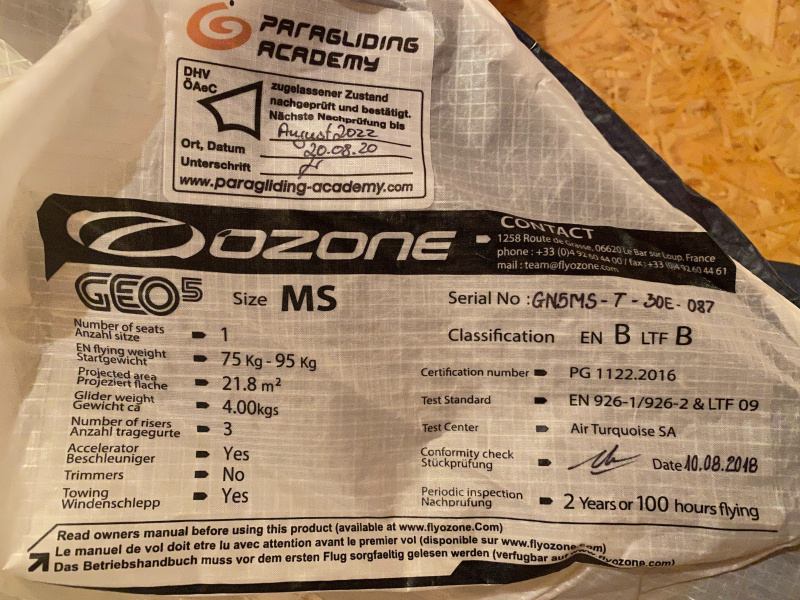 PARAGLIDING
ACADEMY
DHV
ÖAeC
zugelassener Zustand
nachgeprüft und bestätigt.
Nächste Nachprüfung bis
August 2022
Ort, Datum 20.08.20
Unterschrift
www.paragliding-academy.com
OZONE
CONTACT
1258 Route de Grasse, 06620 Le Bar sur Loup, France
phone : +33 (0)4 92 60 44 00 / fax : +33 (0)4 92 60 44 61
mail : team@flyozone.com
GEO5 Size MS
Serial No : GN5MS-T-30E-087
Number of seats
Anzahl sitze
1
EN flying weight
Startgewicht
75 Kg - 95 Kg
Projected area
Projeziert flache
21.8 m²
Glider weight
Gewicht ca
4.00kgs
Number of risers
Anzahl tragegurte
3
Accelerator
Beschleuniger
Yes
Trimmers
No
Towing
Windenschlepp
Yes
Classification EN B LTF B
Certification number PG 1122.2016
Test Standard EN 926-1/926-2 & LTF 09
Test Center Air Turquoise SA
Conformity check
Stückprüfung
Date 10.08.2018
Periodic inspection
Nachprufung
2 Years or 100 hours flying
Read owners manual before using this product (available at www.flyozone.Com)
Le manuel de vol doit etre lu avec attention avant le premier vol (disponible sur www.flyozone.com)
Das Betriebshandbuch muss vor dem ersten Flug sorgfaeltig gelesen werden (verfugbar auf www.flyozone.com)